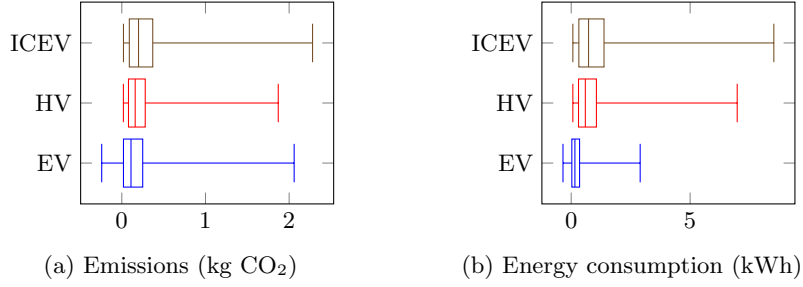 ICEV
HV
EV
0 1 2
(a) Emissions (kg CO₂)
ICEV
HV
EV
0 5
(b) Energy consumption (kWh)